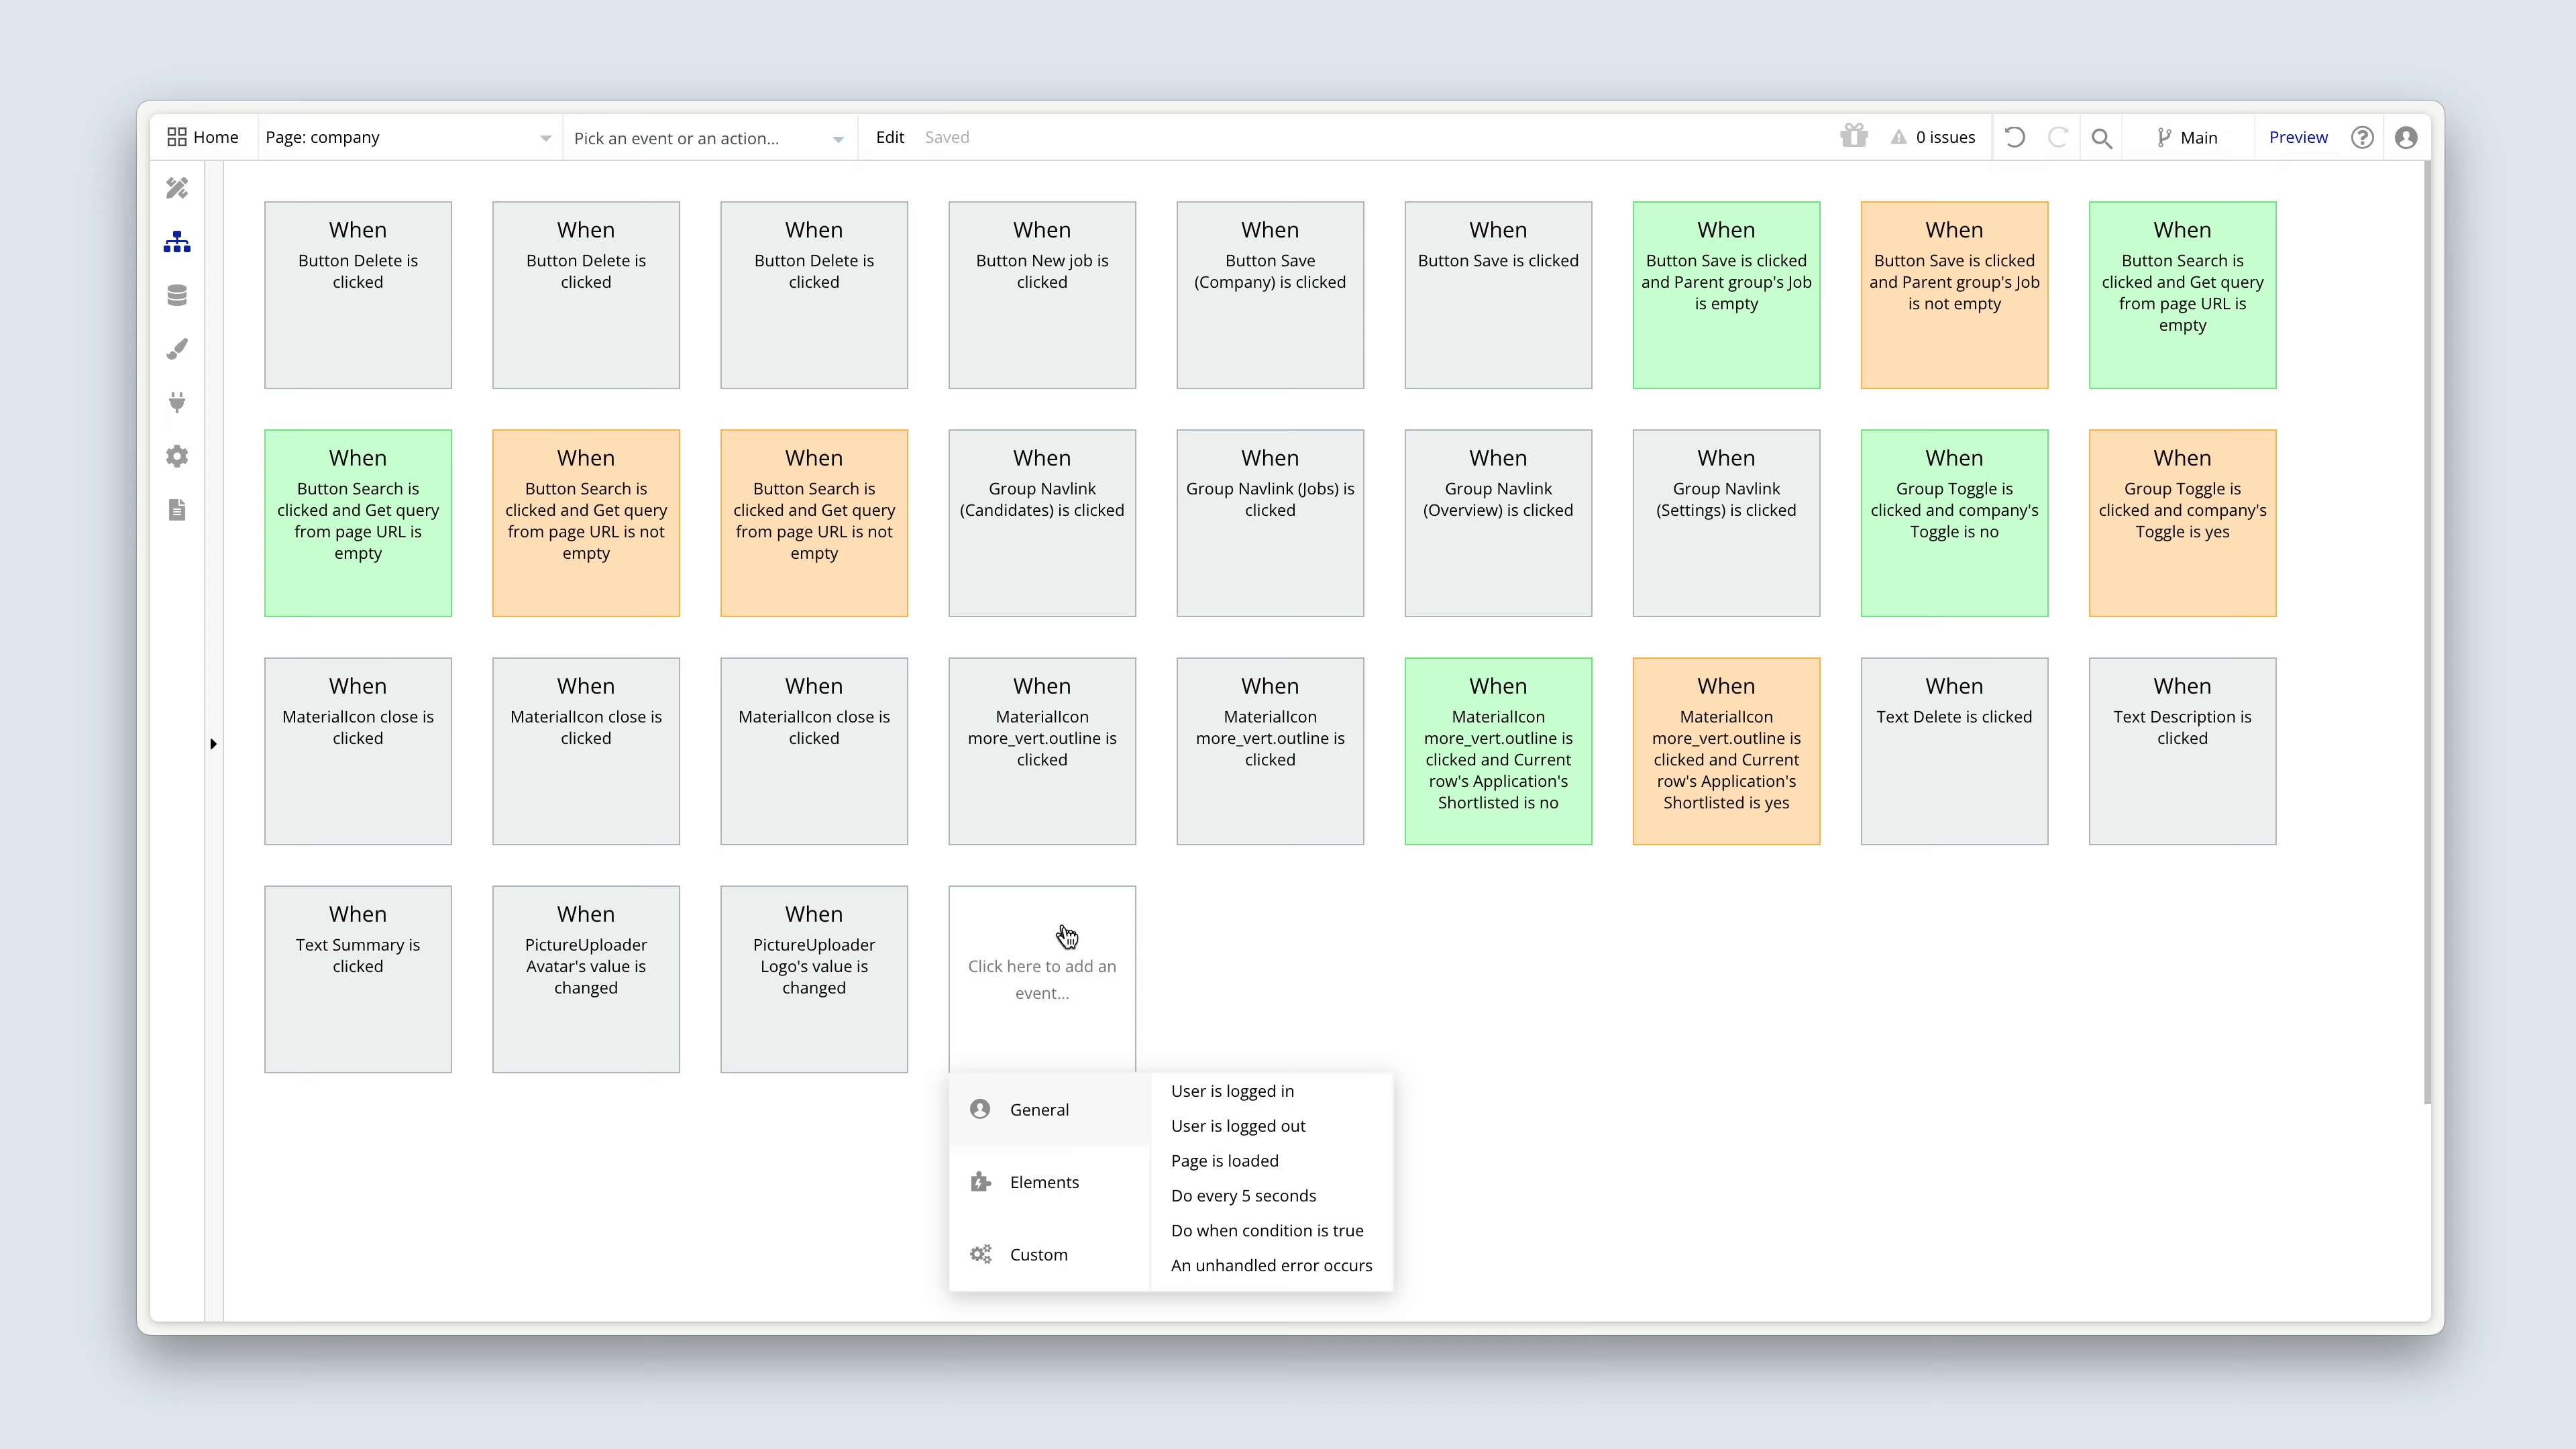 Home
Page: company
Pick an event or an action...
Edit
Saved
0 issues
Main
Preview
When
Button Delete is
clicked
When
Button Delete is
clicked
When
Button Delete is
clicked
When
Button New job is
clicked
When
Button Save
(Company) is clicked
When
Button Save is clicked
When
Button Save is clicked
and Parent group's Job
is empty
When
Button Save is clicked
and Parent group's Job
is not empty
When
Button Search is
clicked and Get query
from page URL is
empty
When
Button Search is
clicked and Get query
from page URL is
empty
When
Button Search is
clicked and Get query
from page URL is not
empty
When
Button Search is
clicked and Get query
from page URL is not
empty
When
Group Navlink
(Candidates) is clicked
When
Group Navlink (Jobs) is
clicked
When
Group Navlink
(Overview) is clicked
When
Group Navlink
(Settings) is clicked
When
Group Toggle is
clicked and company's
Toggle is no
When
Group Toggle is
clicked and company's
Toggle is yes
When
MaterialIcon close is
clicked
When
MaterialIcon close is
clicked
When
MaterialIcon close is
clicked
When
MaterialIcon
more_vert.outline is
clicked
When
MaterialIcon
more_vert.outline is
clicked
When
MaterialIcon
more_vert.outline is
clicked and Current
row's Application's
Shortlisted is no
When
MaterialIcon
more_vert.outline is
clicked and Current
row's Application's
Shortlisted is yes
When
Text Delete is clicked
When
Text Description is
clicked
When
Text Summary is
clicked
When
PictureUploader
Avatar's value is
changed
When
PictureUploader
Logo's value is
changed
Click here to add an
event...
General
Elements
Custom
User is logged in
User is logged out
Page is loaded
Do every 5 seconds
Do when condition is true
An unhandled error occurs